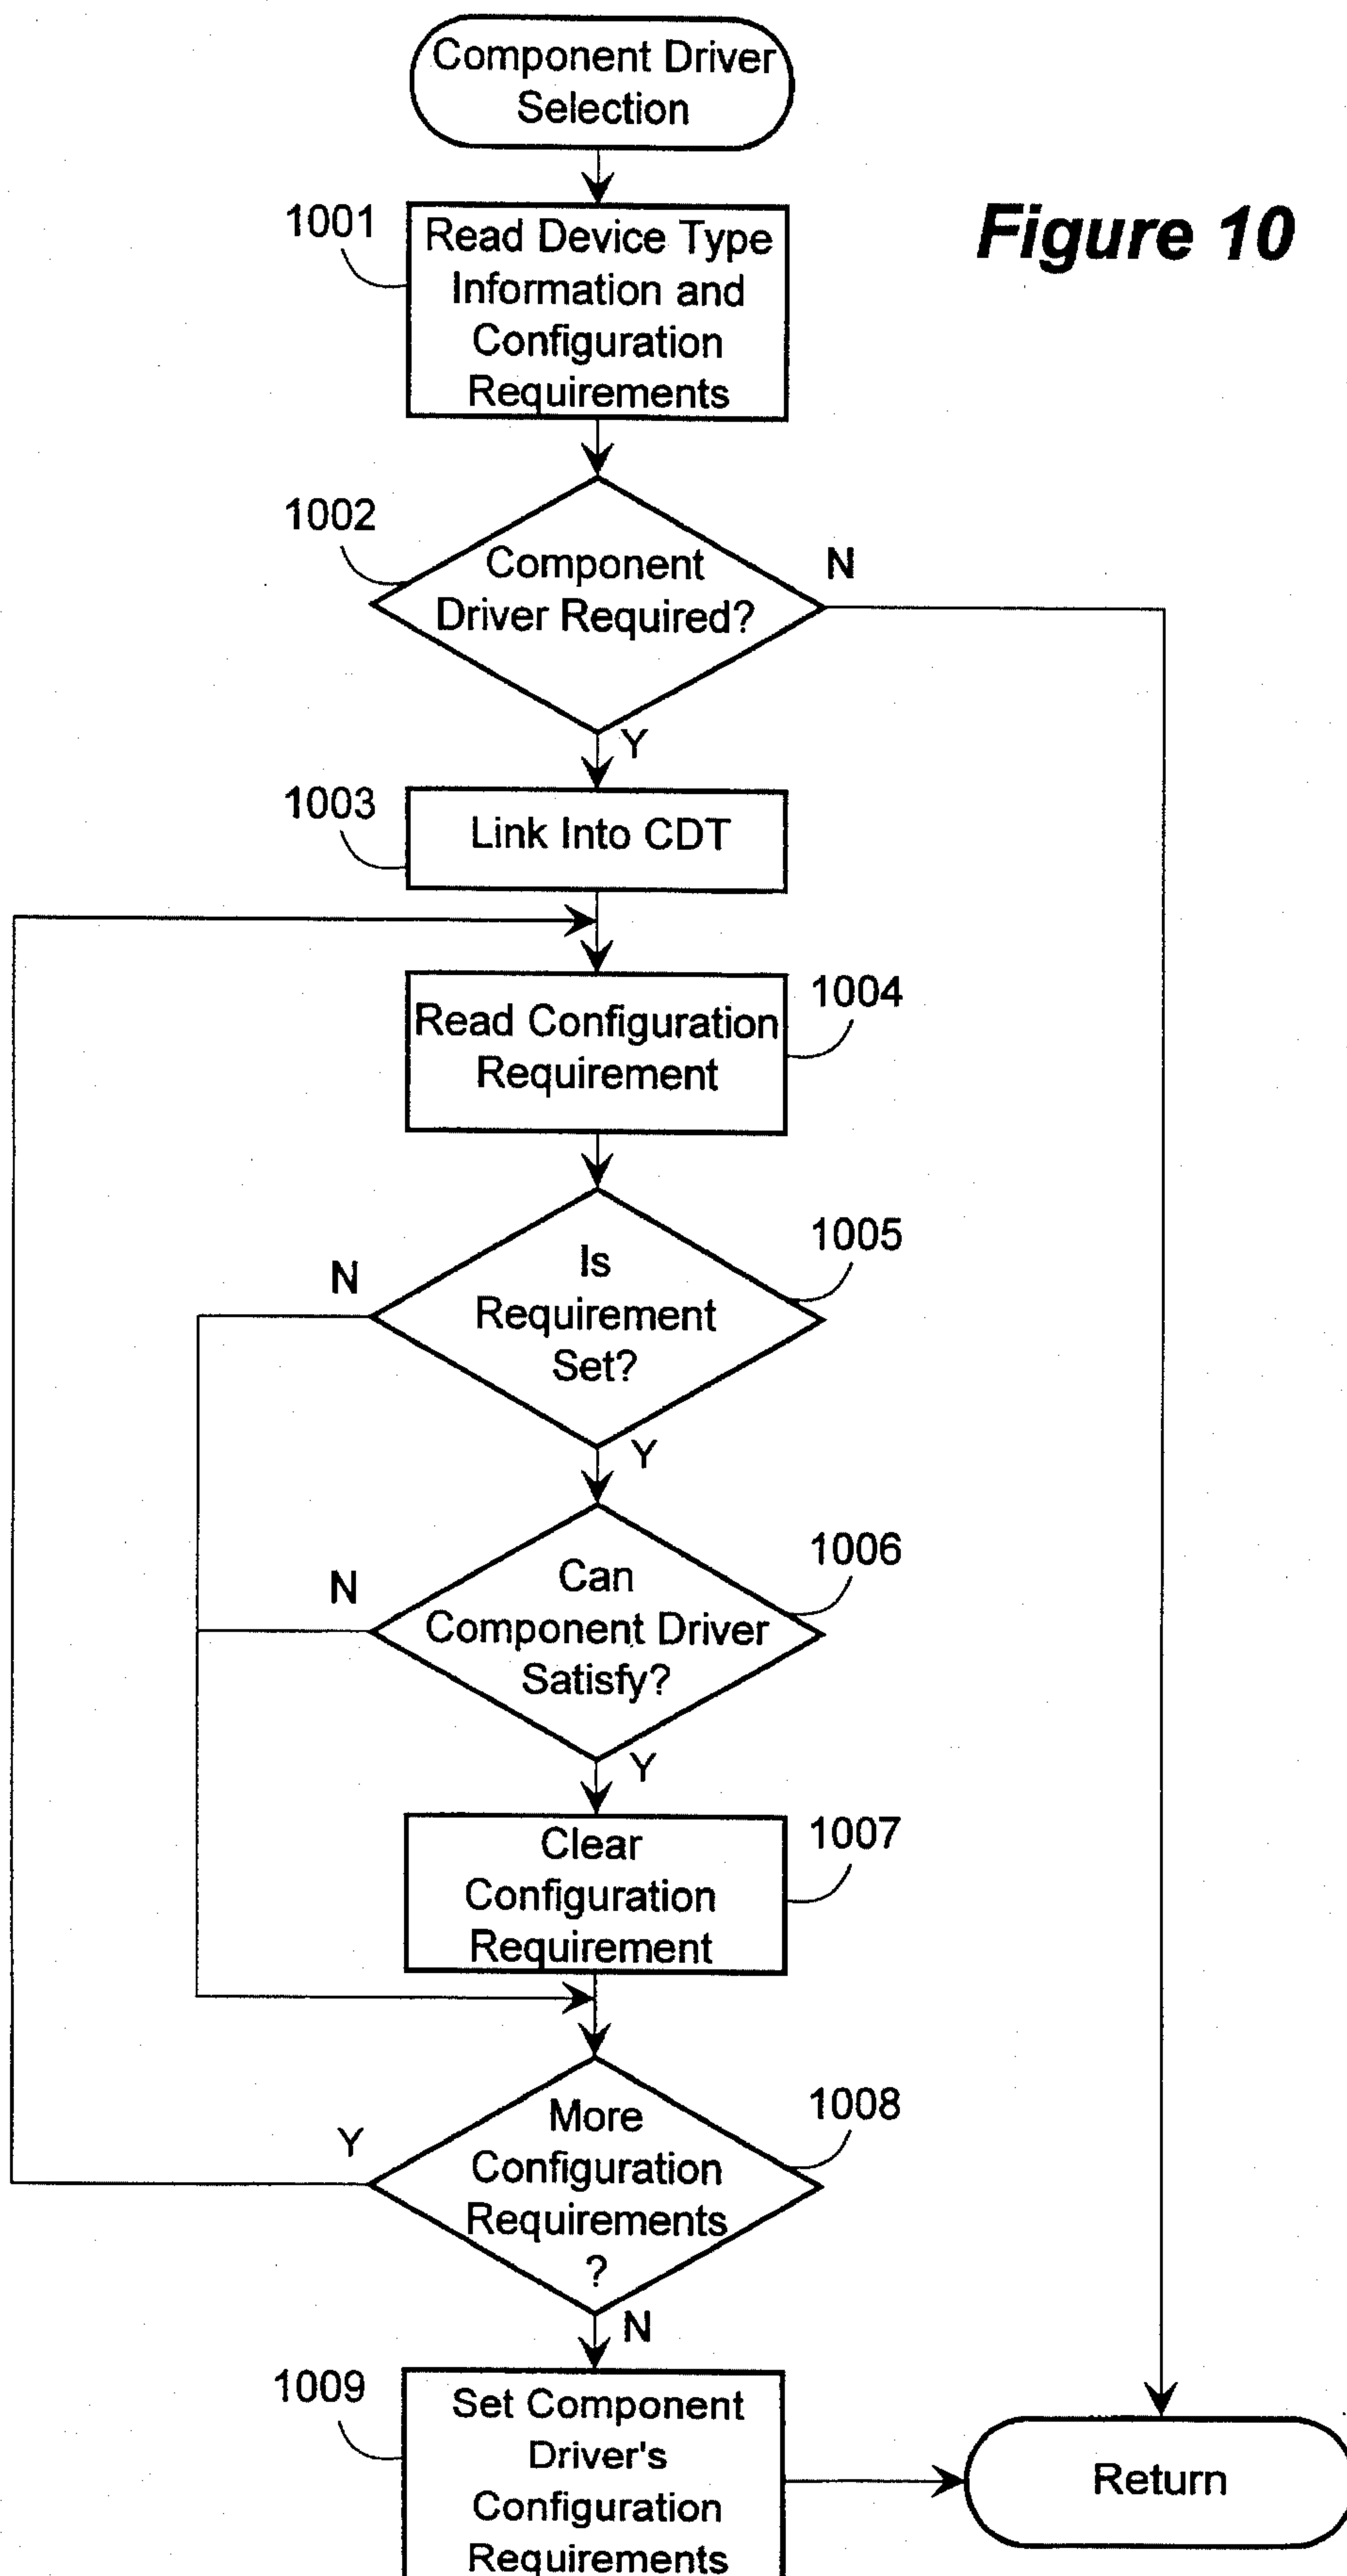 Component Driver
Selection
Figure 10
1001
Read Device Type
Information and
Configuration
Requirements
1002
Component
Driver Required?
N
Y
1003
Link Into CDT
1004
Read Configuration
Requirement
1005
Is
Requirement
Set?
N
Y
1006
Can
Component Driver
Satisfy?
N
Y
1007
Clear
Configuration
Requirement
1008
More
Configuration
Requirements
?
Y
N
1009
Set Component
Driver's
Configuration
Requirements
Return